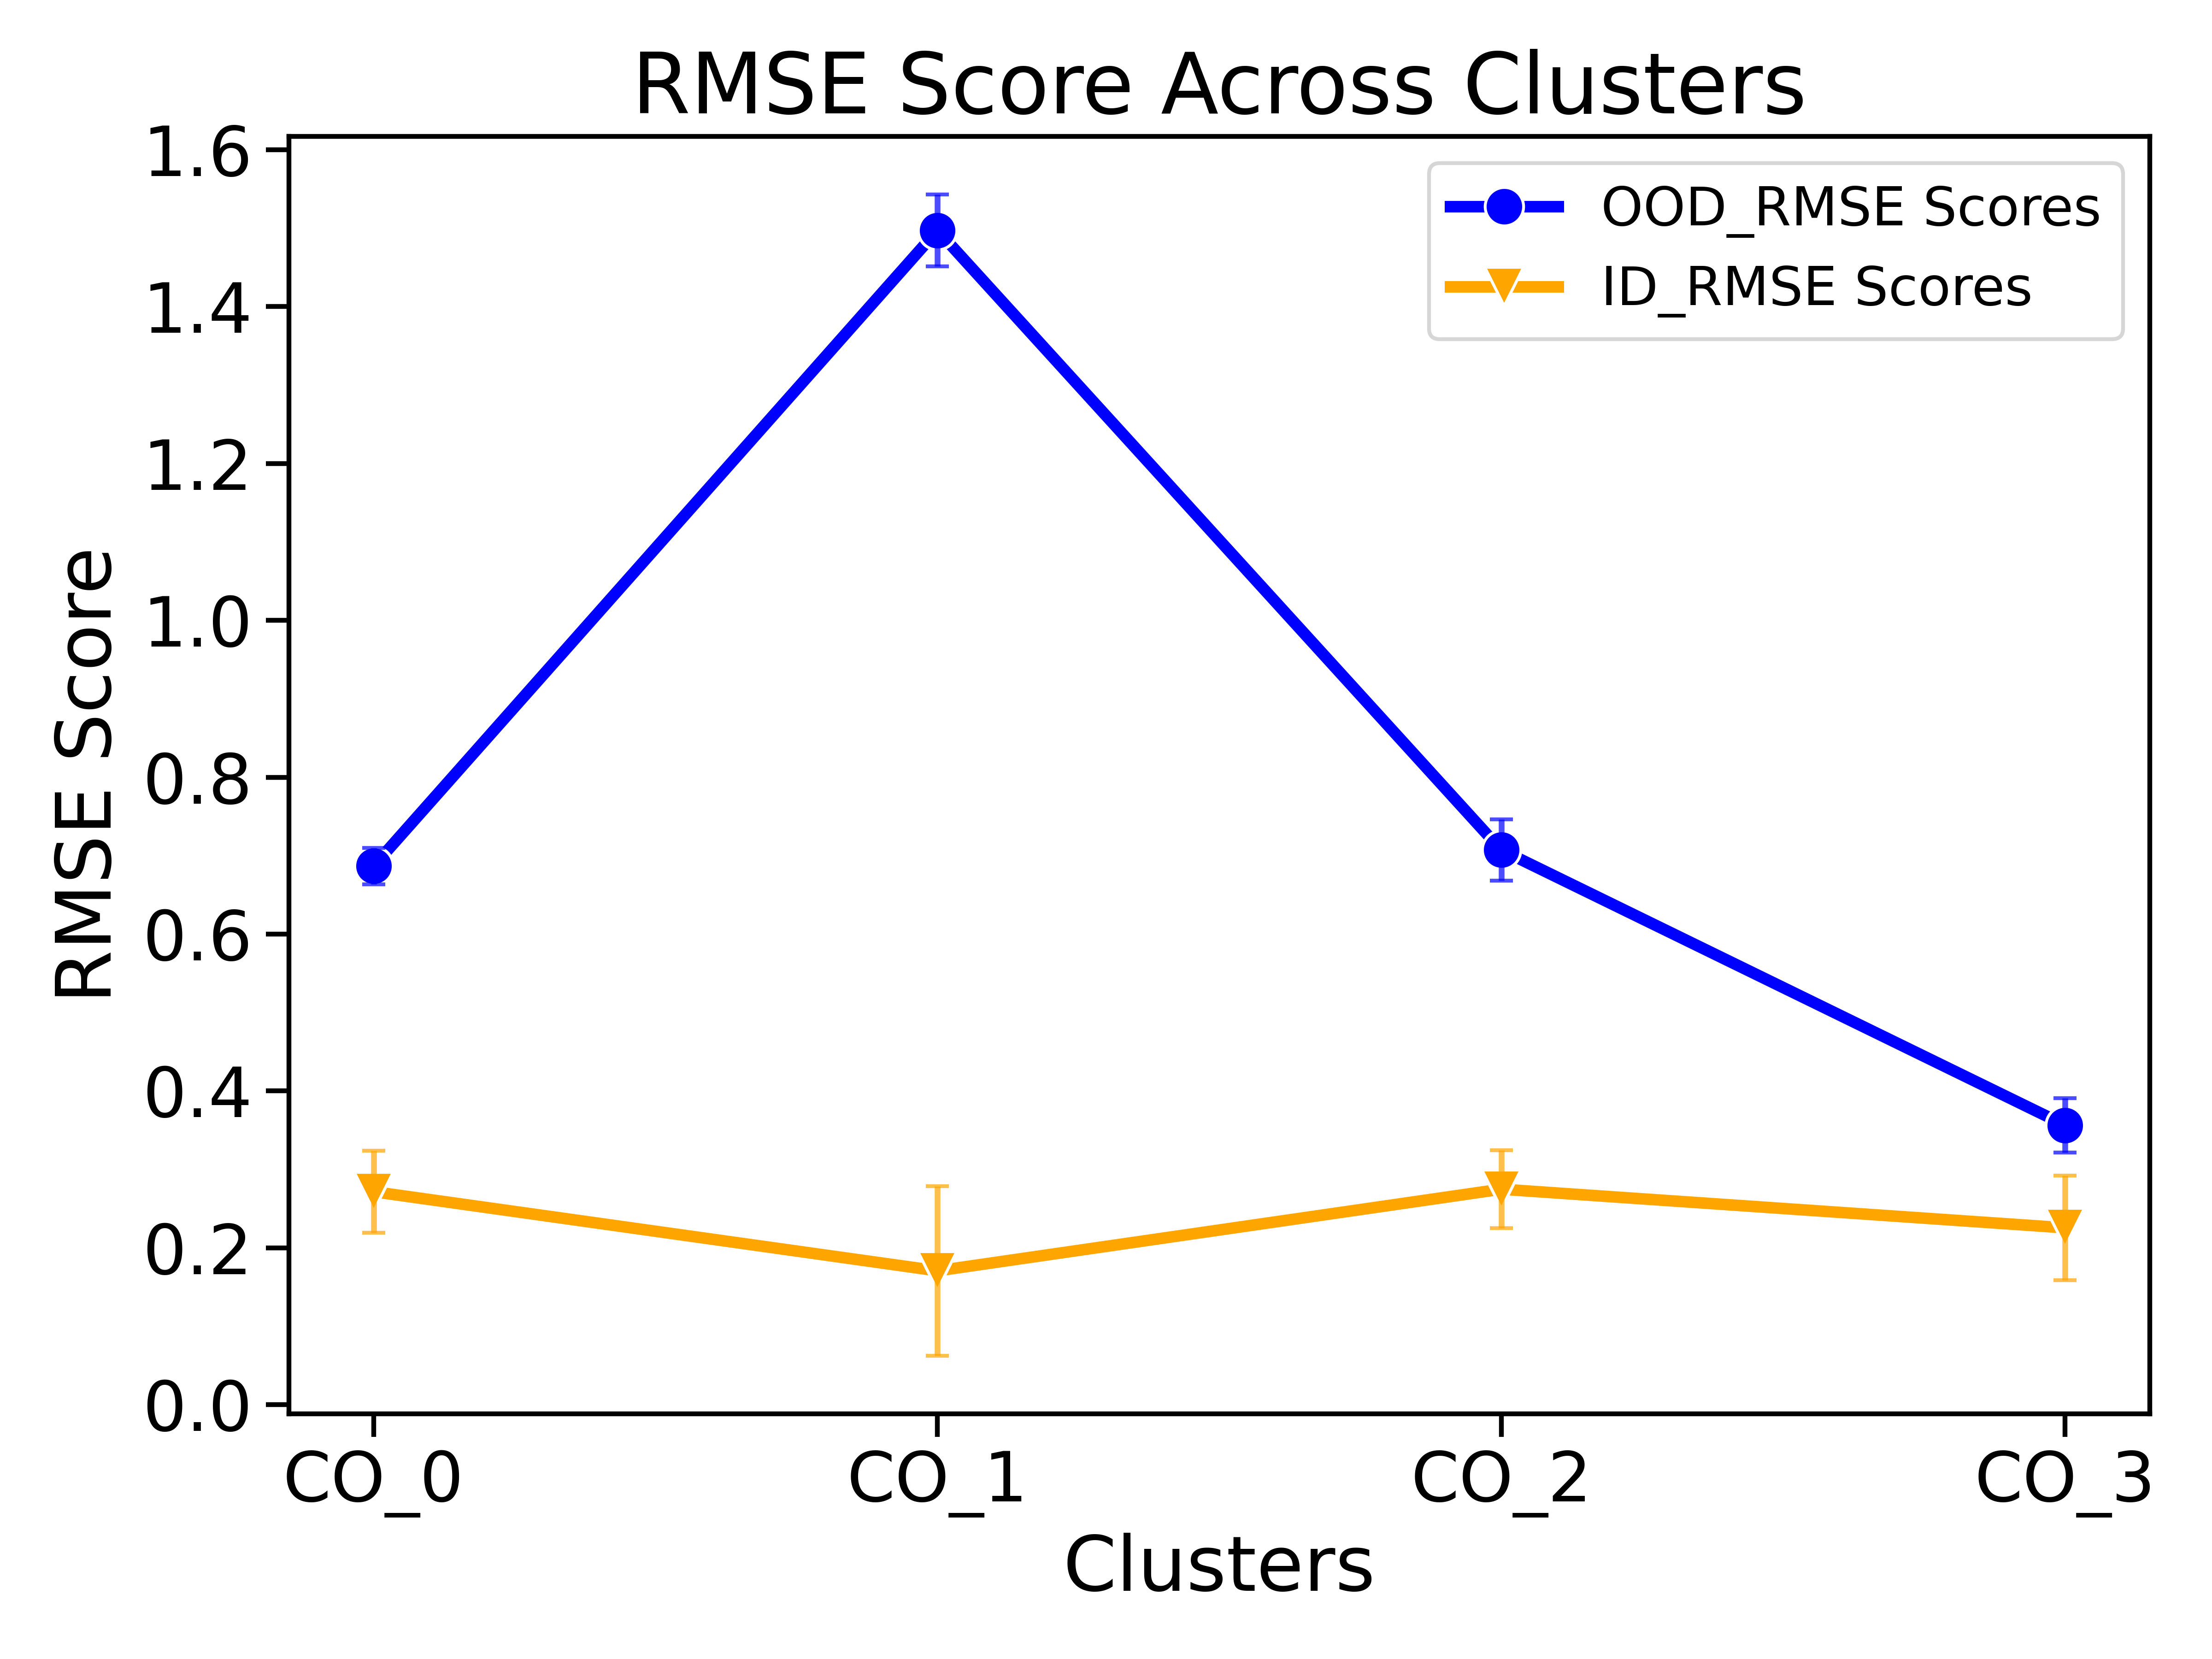 RMSE Score Across Clusters
OOD_RMSE Scores
ID_RMSE Scores
RMSE Score
1.6
1.4
1.2
1.0
0.8
0.6
0.4
0.2
0.0
CO_0 CO_1 CO_2 CO_3
Clusters